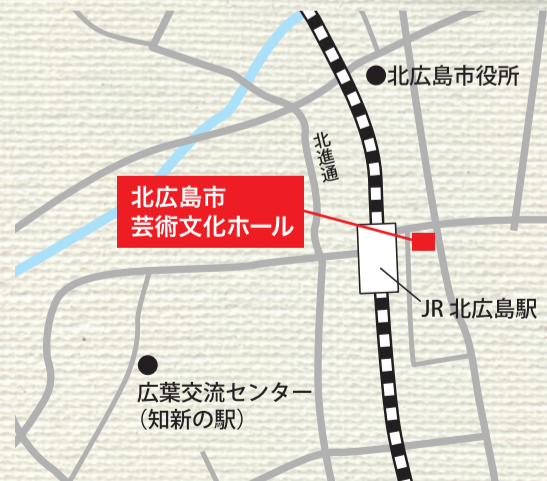 北広島市役所
北進通
北広島市
芸術文化ホール
JR 北広島駅
広葉交流センター
（知新の駅）